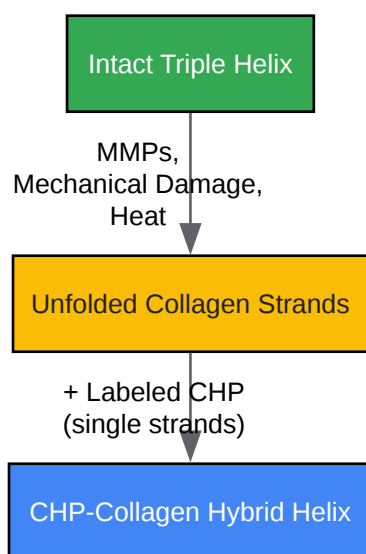 Intact Triple Helix
MMPs,
Mechanical Damage,
Heat
Unfolded Collagen Strands
+ Labeled CHP
(single strands)
CHP-Collagen Hybrid Helix